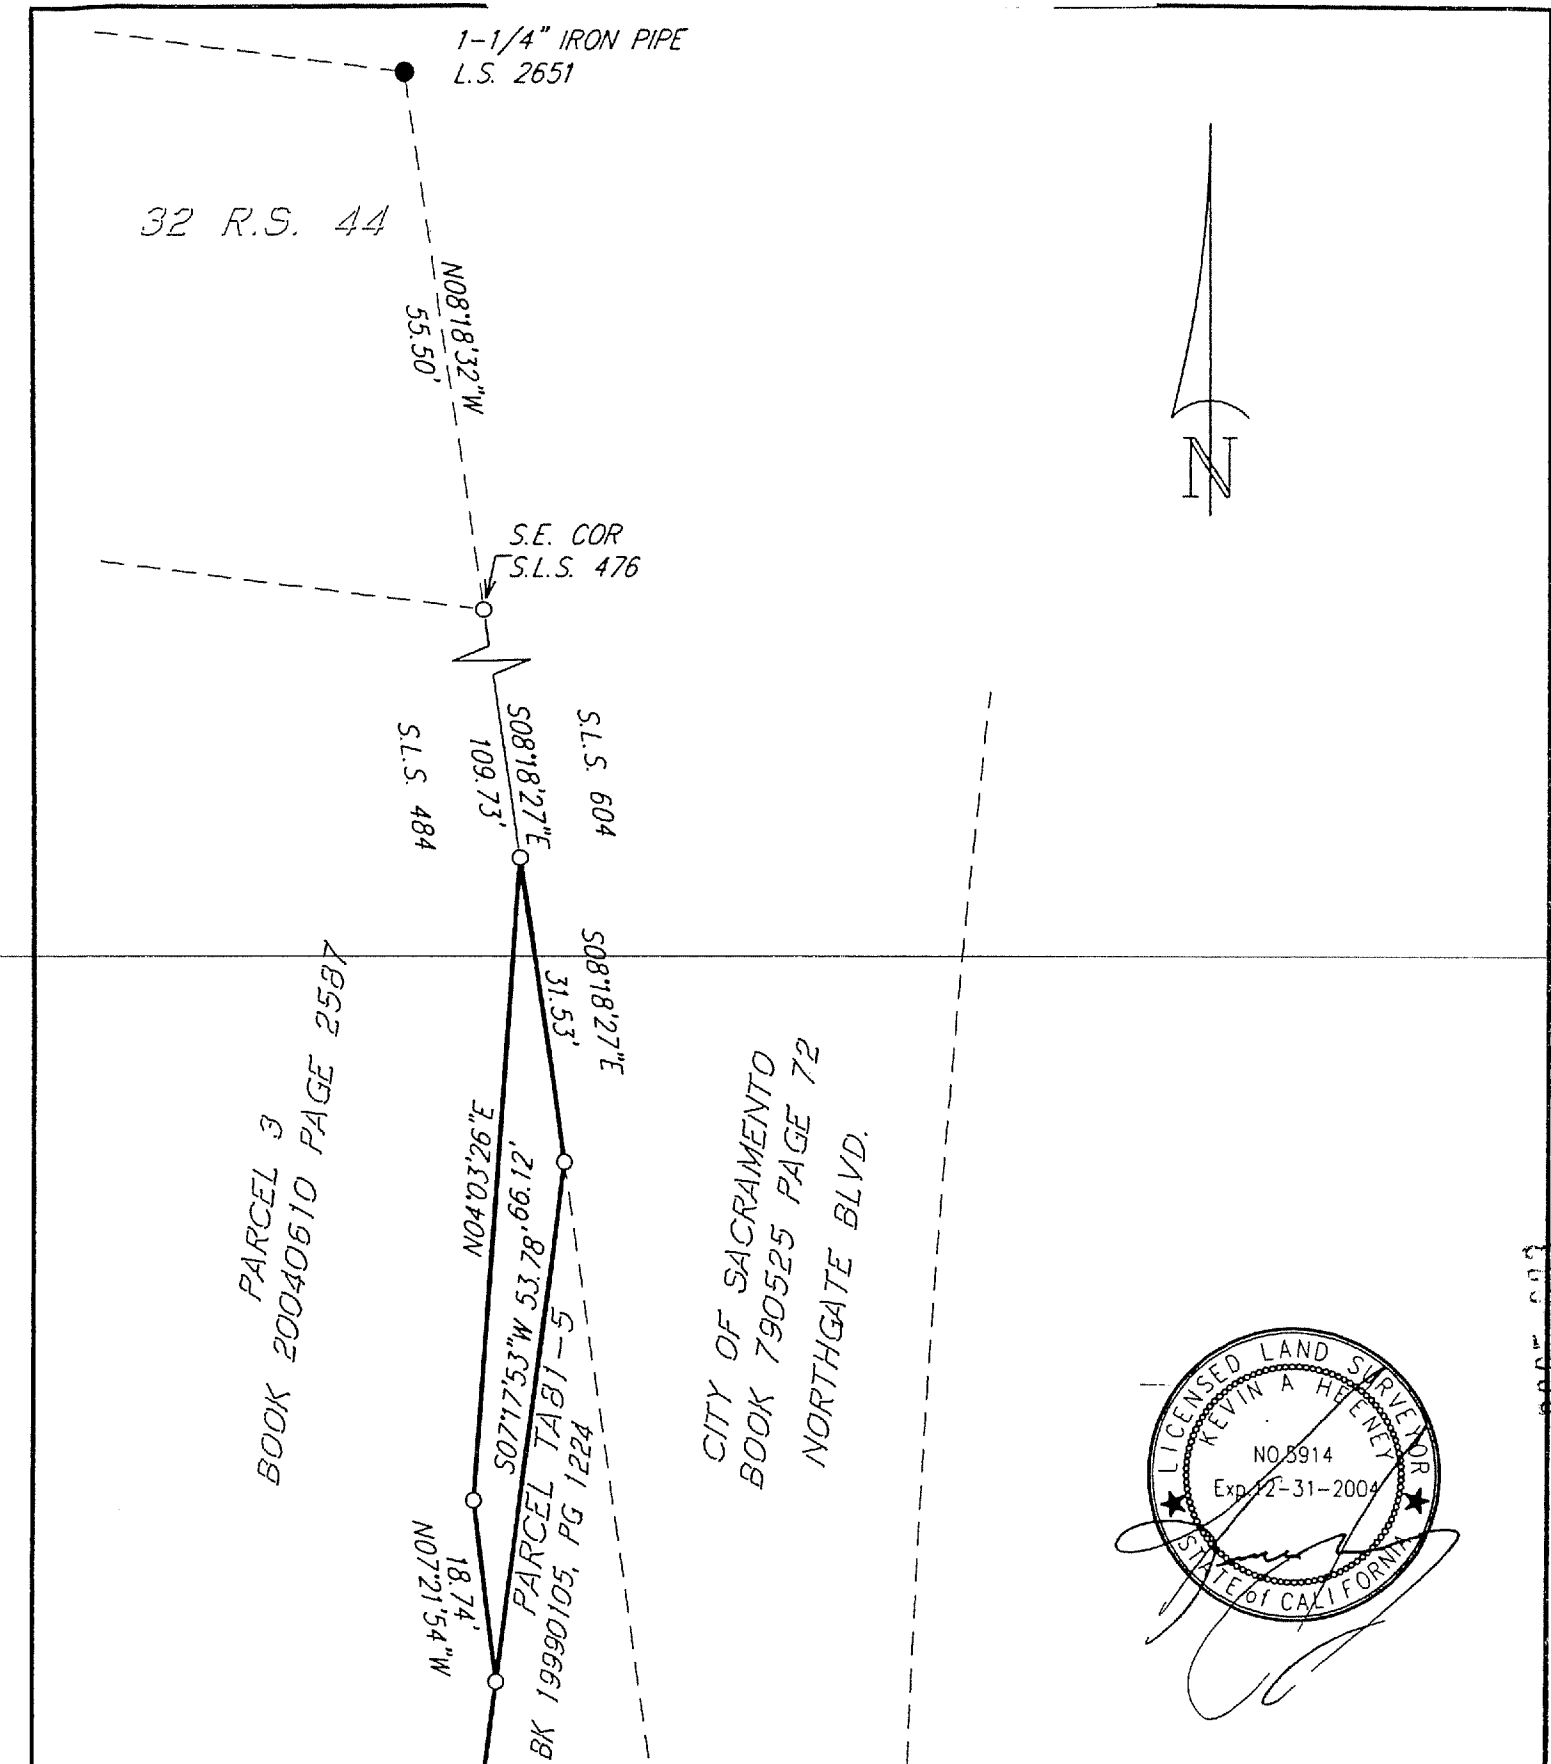 1-1/4" IRON PIPE
L.S. 2651
32 R.S. 44
N08°18'32"W
55.50'
N
S.E. COR
S.L.S. 476
S.L.S. 604
S08°18'27"E
109.73'
S.L.S. 484
S08°18'27"E
31.53'
PARCEL 3
BOOK 20040610 PAGE 2587
N04°03'26"E
66.12'
S07°17'53"W 53.78'
PARCEL TA81-5
BK 19990105, PG 1224
CITY OF SACRAMENTO
BOOK 790525 PAGE 72
NORTHGATE BLVD.
18.74'
N07°21'54"W
LICENSED LAND SURVEYOR
KEVIN A HEENEY
NO.5914
Exp.12-31-2004
STATE of CALIFORNIA